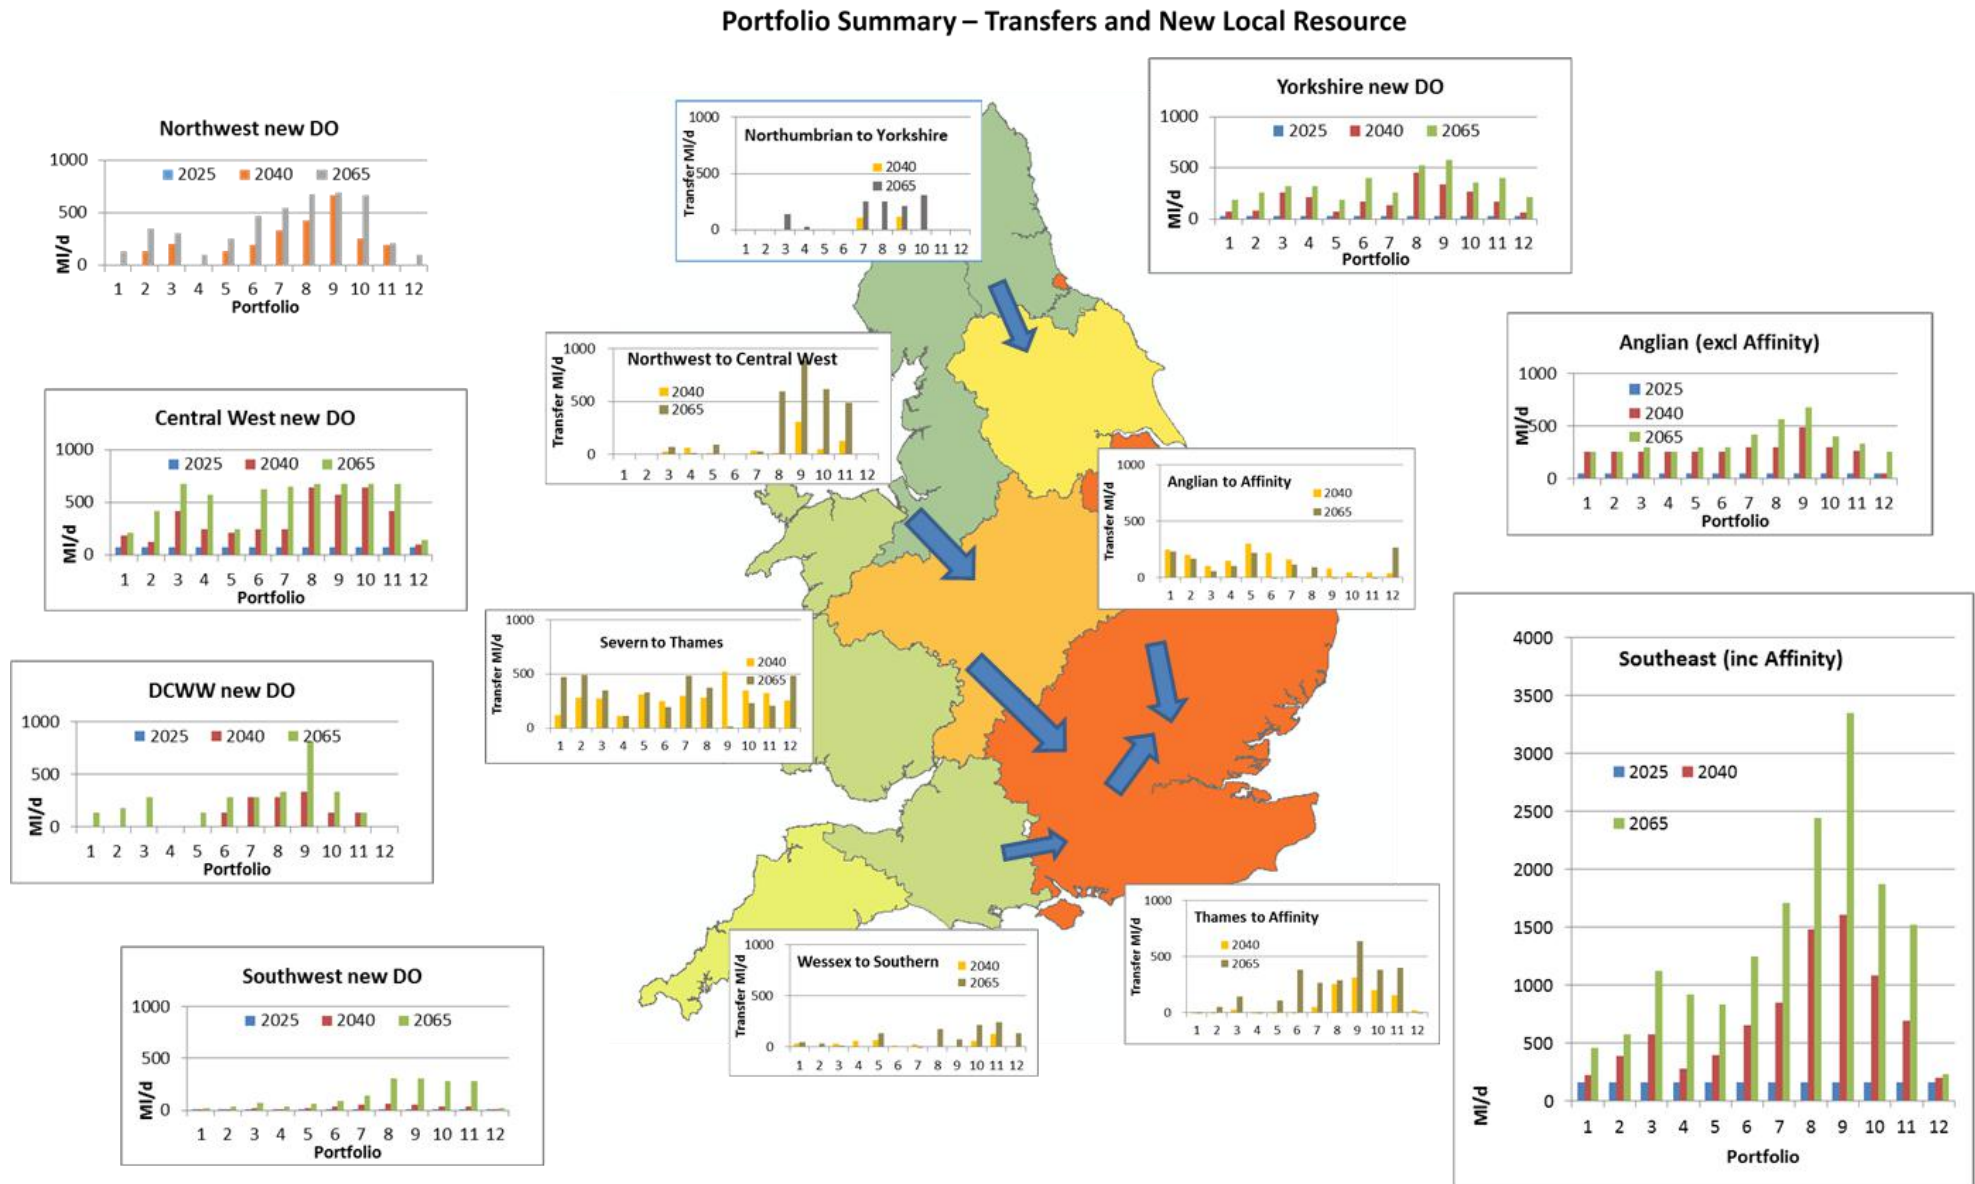 Portfolio Summary – Transfers and New Local Resource
Northwest new DO
1000
500
0
Ml/d
2025 2040 2065
1 2 3 4 5 6 7 8 9 10 11 12
Portfolio
Northumbrian to Yorkshire
1000
500
0
Transfer Ml/d
2040
2065
1 2 3 4 5 6 7 8 9 10 11 12
Yorkshire new DO
1000
500
0
Ml/d
2025 2040 2065
1 2 3 4 5 6 7 8 9 10 11 12
Portfolio
Northwest to Central West
1000
500
0
Transfer Ml/d
2040
2065
1 2 3 4 5 6 7 8 9 10 11 12
Anglian (excl Affinity)
1000
500
0
Ml/d
2025
2040
2065
1 2 3 4 5 6 7 8 9 10 11 12
Portfolio
Central West new DO
1000
500
0
Ml/d
2025 2040 2065
1 2 3 4 5 6 7 8 9 10 11 12
Portfolio
Anglian to Affinity
1000
500
0
Transfer Ml/d
2040
2065
1 2 3 4 5 6 7 8 9 10 11 12
Severn to Thames
1000
500
0
Transfer Ml/d
2040
2065
1 2 3 4 5 6 7 8 9 10 11 12
DCWW new DO
1000
500
0
Ml/d
2025 2040 2065
1 2 3 4 5 6 7 8 9 10 11 12
Portfolio
Southeast (inc Affinity)
4000
3500
3000
2500
2000
1500
1000
500
0
Ml/d
2025 2040
2065
1 2 3 4 5 6 7 8 9 10 11 12
Portfolio
Thames to Affinity
1000
500
0
Transfer Ml/d
2040
2065
1 2 3 4 5 6 7 8 9 10 11 12
Wessex to Southern
1000
500
0
Transfer Ml/d
2040
2065
1 2 3 4 5 6 7 8 9 10 11 12
Southwest new DO
1000
500
0
Ml/d
2025 2040 2065
1 2 3 4 5 6 7 8 9 10 11 12
Portfolio